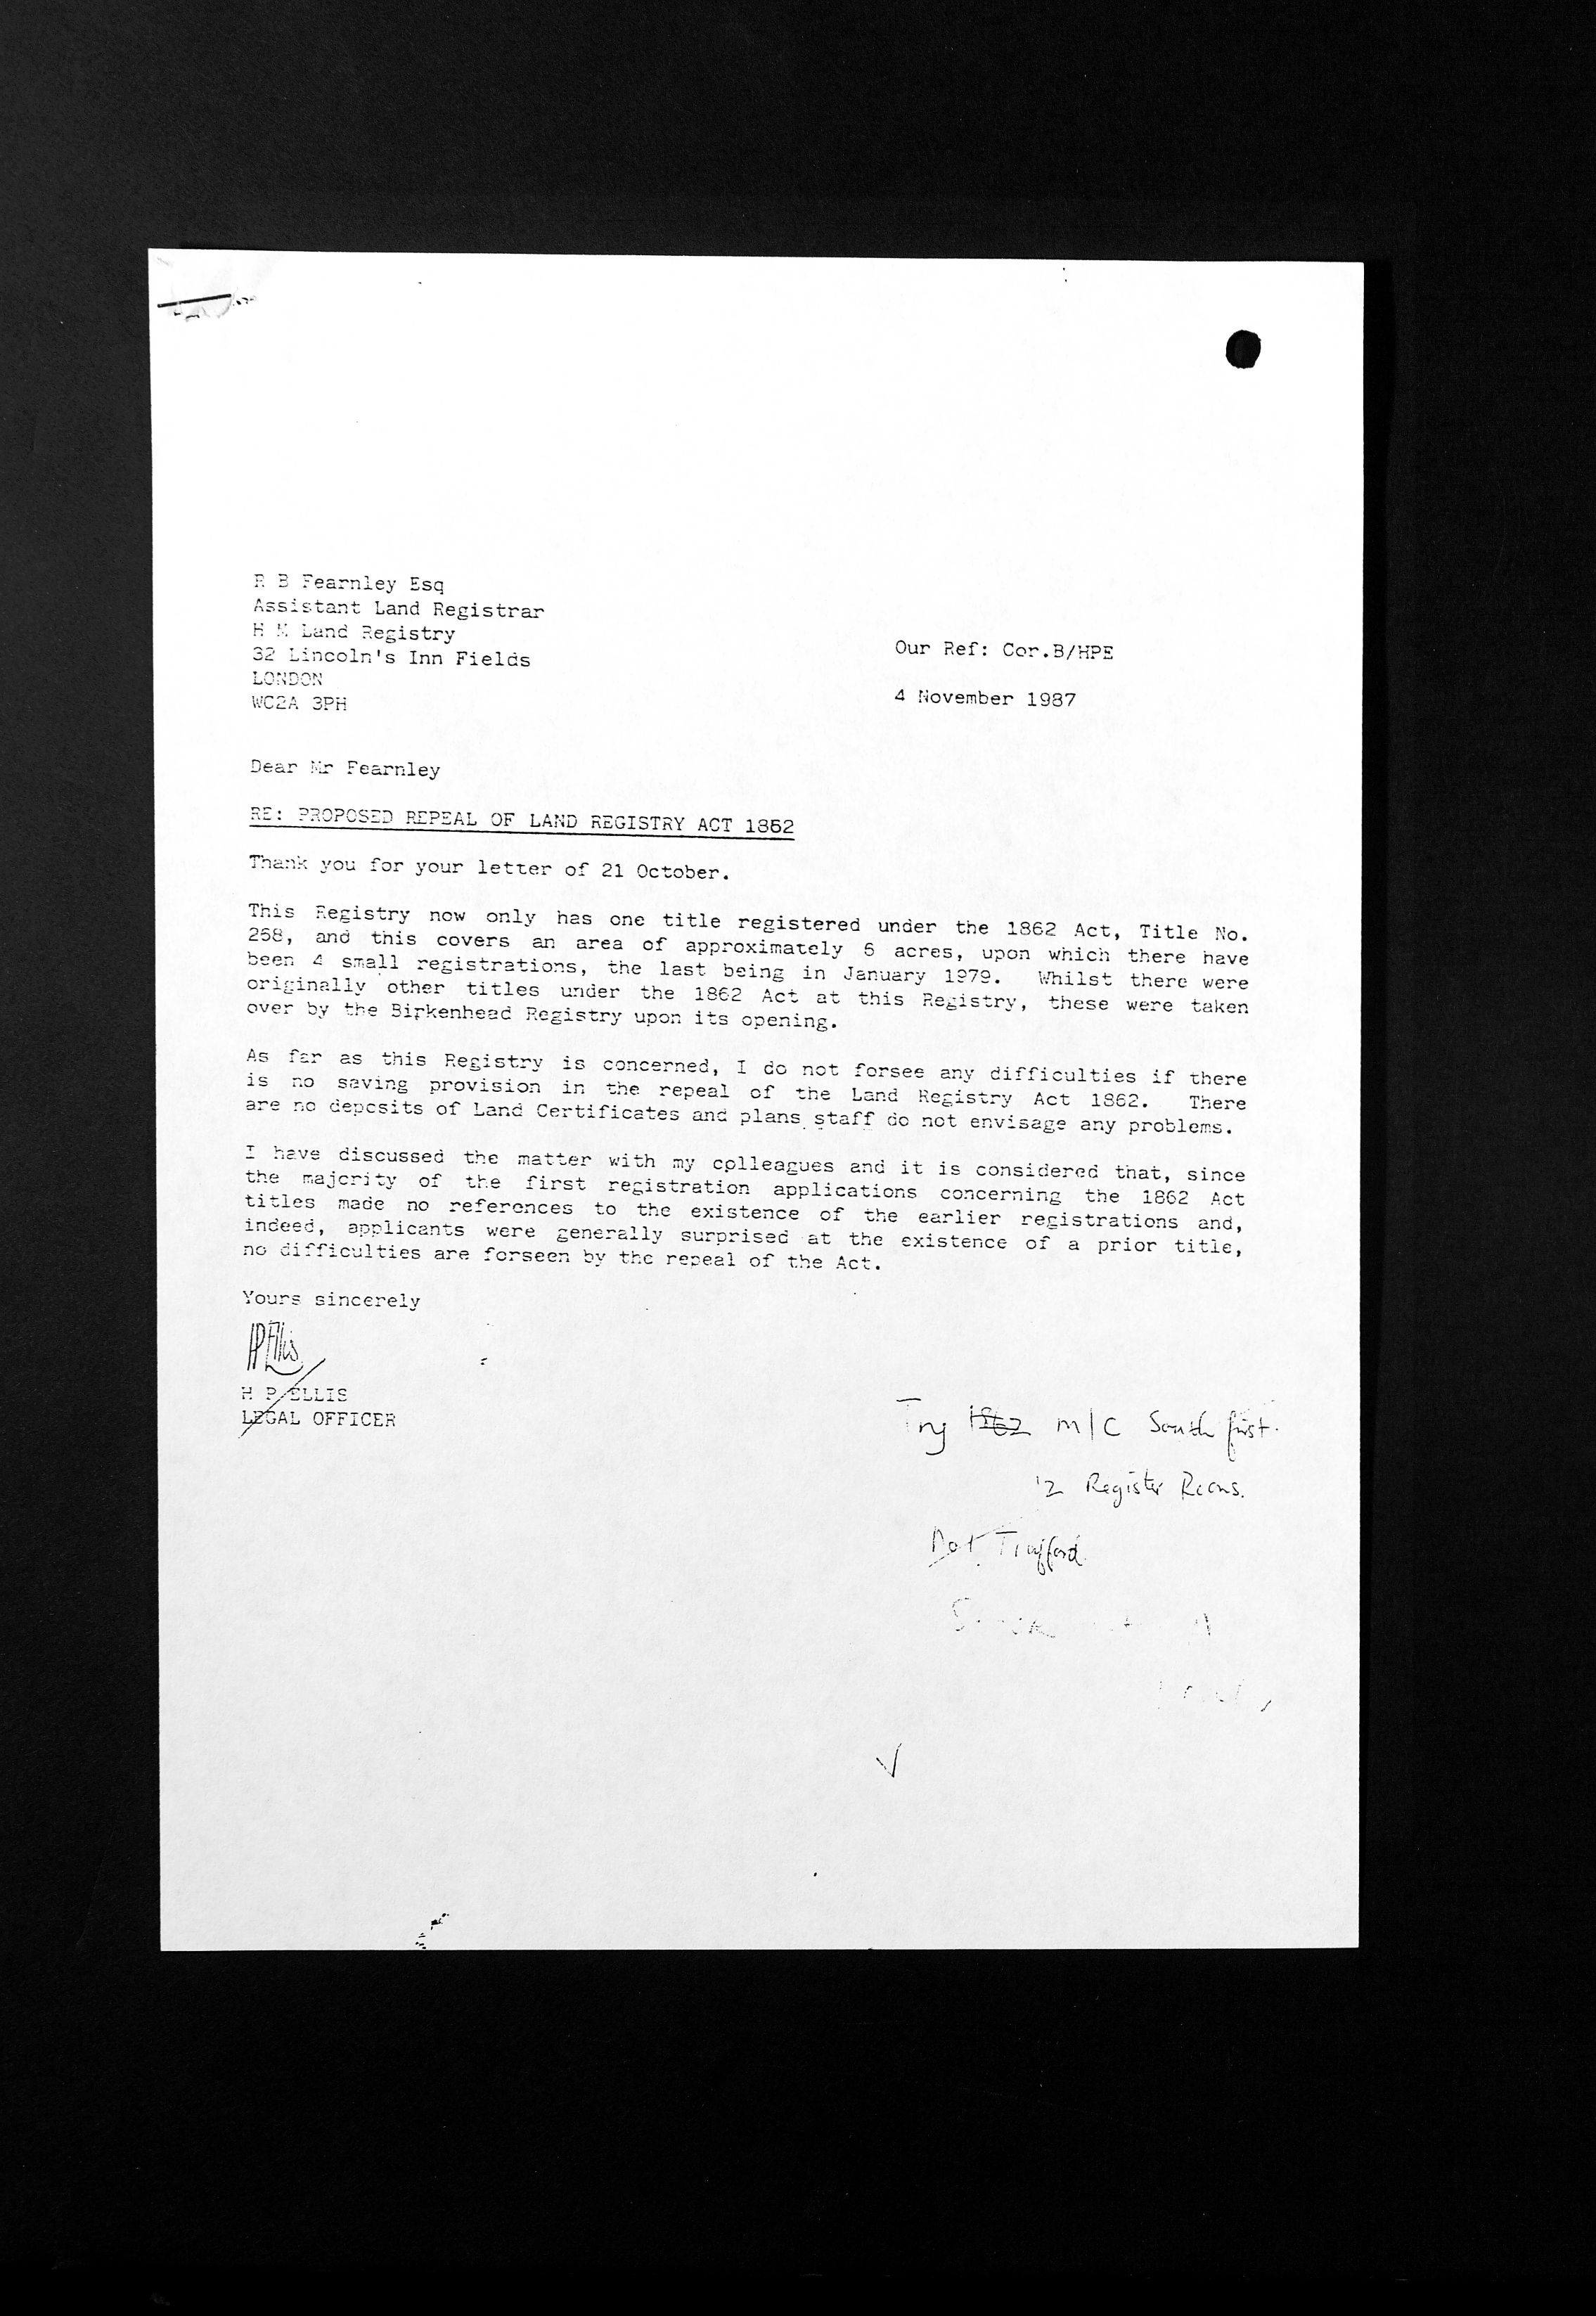 R B Fearnley Esq
Assistant Land Registrar
H M Land Registry
32 Lincoln's Inn Fields
LONDON
WC2A 3PH
Our Ref: Cor.B/HPE
4 November 1987
Dear Mr Fearnley
RE: PROPOSED REPEAL OF LAND REGISTRY ACT 1862
Thank you for your letter of 21 October.
This Registry now only has one title registered under the 1862 Act, Title No.
268, and this covers an area of approximately 6 acres, upon which there have
been 4 small registrations, the last being in January 1979. Whilst there were
originally other titles under the 1862 Act at this Registry, these were taken
over by the Birkenhead Registry upon its opening.
As far as this Registry is concerned, I do not forsee any difficulties if there
is no saving provision in the repeal of the Land Registry Act 1862. There
are no deposits of Land Certificates and plans staff do not envisage any problems.
I have discussed the matter with my colleagues and it is considered that, since
the majority of the first registration applications concerning the 1862 Act
titles made no references to the existence of the earlier registrations and,
indeed, applicants were generally surprised at the existence of a prior title,
no difficulties are forseen by the repeal of the Act.
Yours sincerely
HPEllis
H P ELLIS
LEGAL OFFICER
Try 1862 M/C South first.
Register Rooms.
Not Trafford